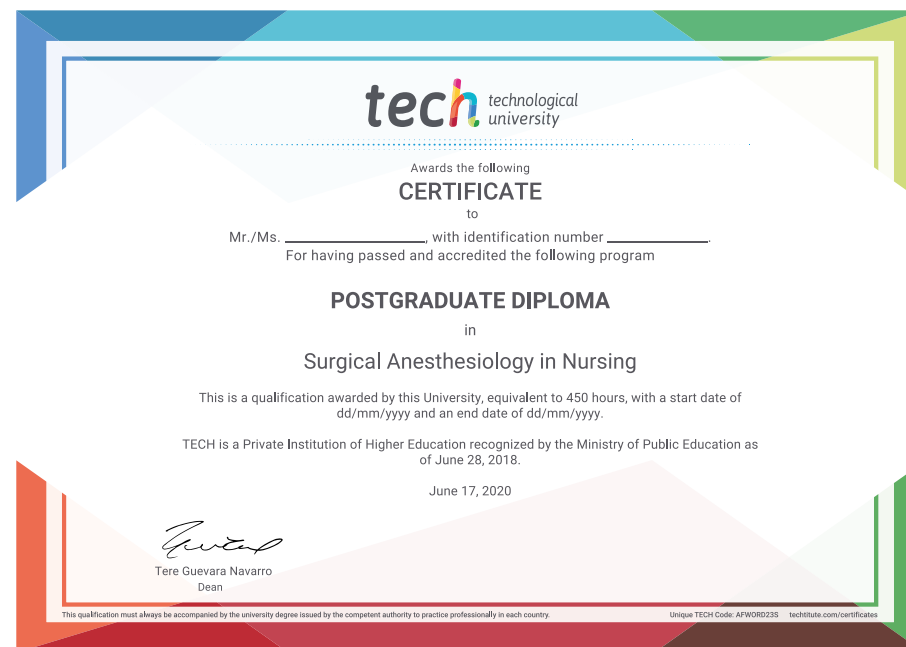 tech technological
university
Awards the following
CERTIFICATE
to
Mr./Ms. ____________________, with identification number ______________.
For having passed and accredited the following program
POSTGRADUATE DIPLOMA
in
Surgical Anesthesiology in Nursing
This is a qualification awarded by this University, equivalent to 450 hours, with a start date of
dd/mm/yyyy and an end date of dd/mm/yyyy.
TECH is a Private Institution of Higher Education recognized by the Ministry of Public Education as
of June 28, 2018.
June 17, 2020
Tere Guevara Navarro
Dean
This qualification must always be accompanied by the university degree issued by the competent authority to practice professionally in each country. Unique TECH Code: AFWORD23S techtitute.com/certificates